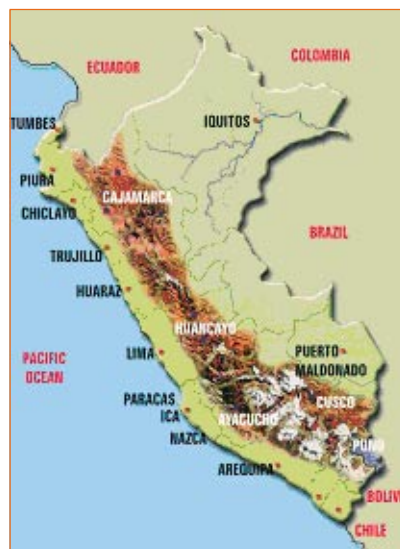 COLOMBIA
ECUADOR
TUMBES
IQUITOS
PIURA
CAJAMARCA
CHICLAYO
BRAZIL
TRUJILLO
HUARAZ
HUANCAYO
PACIFIC
OCEAN
LIMA
PUERTO
MALDONADO
PARACAS
ICA
CUSCO
AYACUCHO
NAZCA
PUNO
AREQUIPA
BOLIV
CHILE